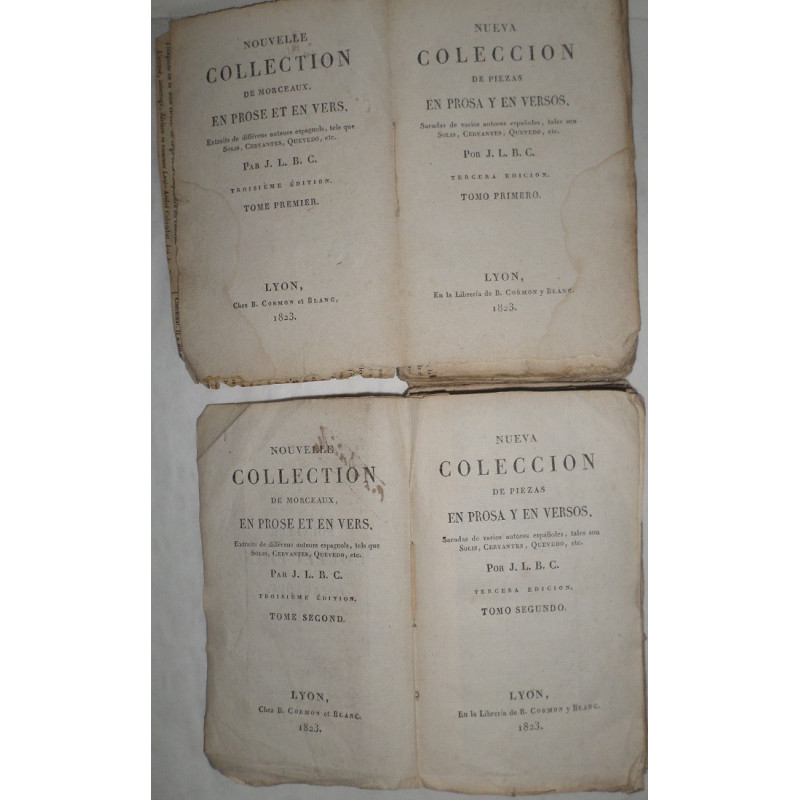 NOUVELLE
COLLECTION
DE MORCEAUX,
EN PROSE ET EN VERS.
Extraits de différens auteurs espagnols, tels que
SOLIS, CERVANTES, QUEVEDO, etc.
PAR J. L. B. C.
TROISIÈME ÉDITION.
TOME PREMIER.
LYON,
Chez B. CORMON et BLANC,
1823.
NUEVA
COLECCION
DE PIEZAS
EN PROSA Y EN VERSOS,
Sacadas de varios autores españoles, tales son
SOLIS, CERVANTES, QUEVEDO, etc.
POR J. L. B. C.
TERCERA EDICION.
TOMO PRIMERO.
LYON,
En la Librería de B. CORMON y BLANC.
1823.
NOUVELLE
COLLECTION
DE MORCEAUX,
EN PROSE ET EN VERS.
Extraits de différens auteurs espagnols, tels que
SOLIS, CERVANTES, QUEVEDO, etc.
PAR J. L. B. C.
TROISIÈME ÉDITION.
TOME SECOND.
LYON,
Chez B. CORMON et BLANC.
1823.
NUEVA
COLECCION
DE PIEZAS
EN PROSA Y EN VERSOS,
Sacadas de varios autores españoles, tales son
SOLIS, CERVANTES, QUEVEDO, etc.
POR J. L. B. C.
TERCERA EDICION.
TOMO SEGUNDO.
LYON,
En la Librería de B. CORMON y BLANC.
1823.